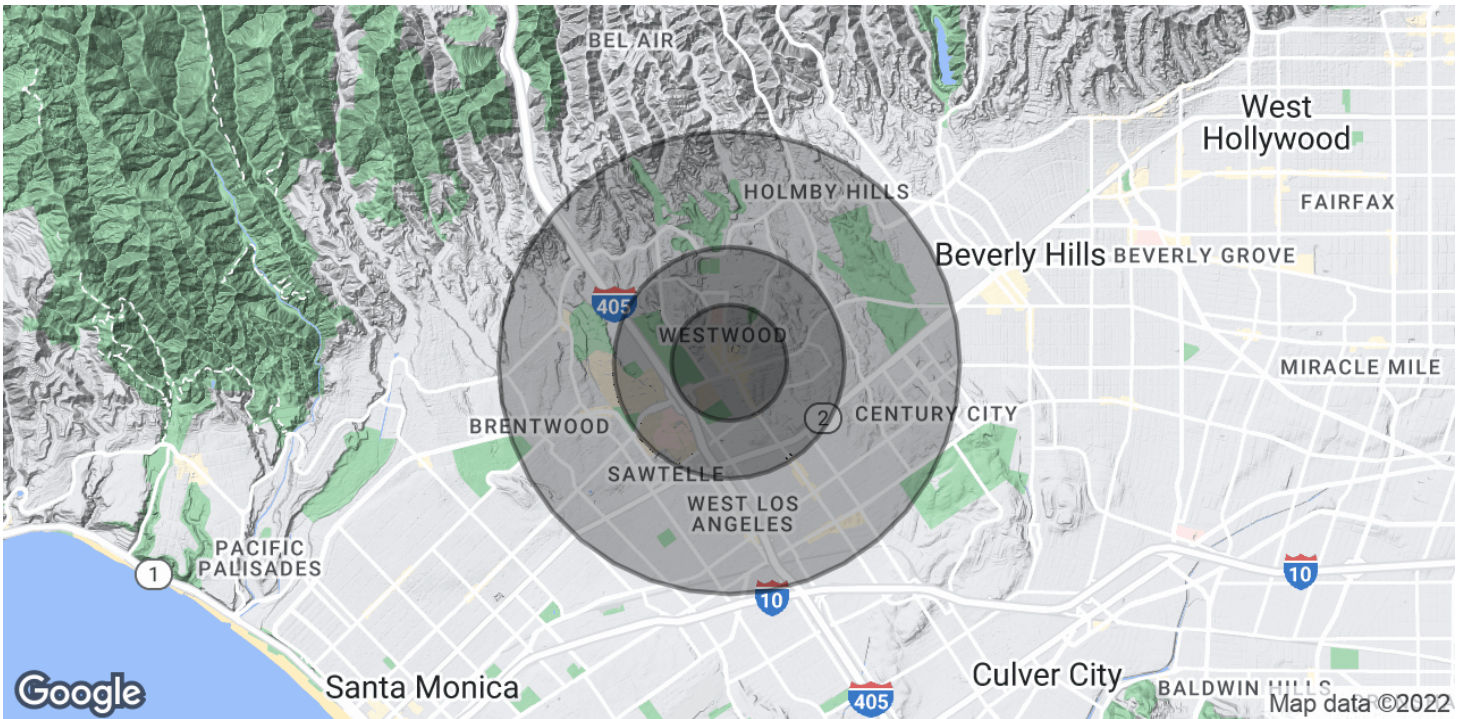 BEL AIR
West
Hollywood
HOLMBY HILLS
FAIRFAX
Beverly Hills
BEVERLY GROVE
405
WESTWOOD
MIRACLE MILE
BRENTWOOD
2
CENTURY CITY
SAWTELLE
WEST LOS
ANGELES
PACIFIC
PALISADES
1
10
10
Santa Monica
Culver City
405
BALDWIN HILLS
Google
Map data ©2022